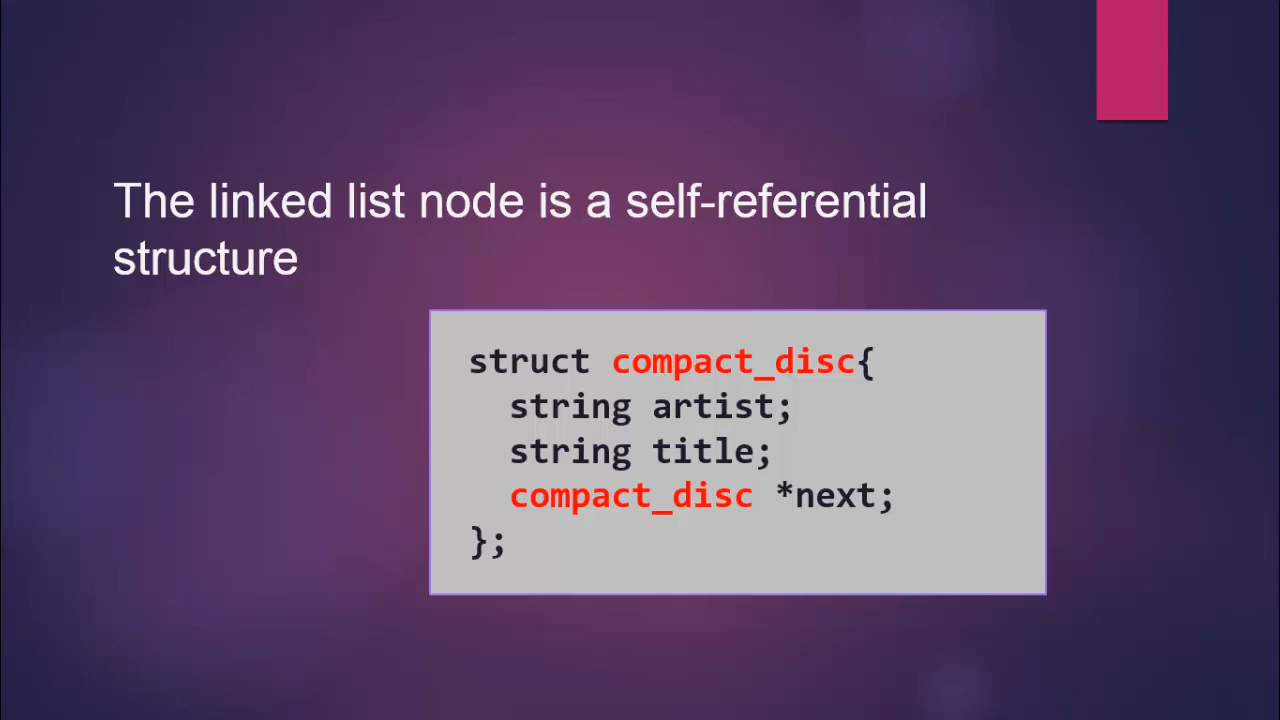 The linked list node is a self-referential
structure
struct compact_disc{
  string artist;
  string title;
  compact_disc *next;
};